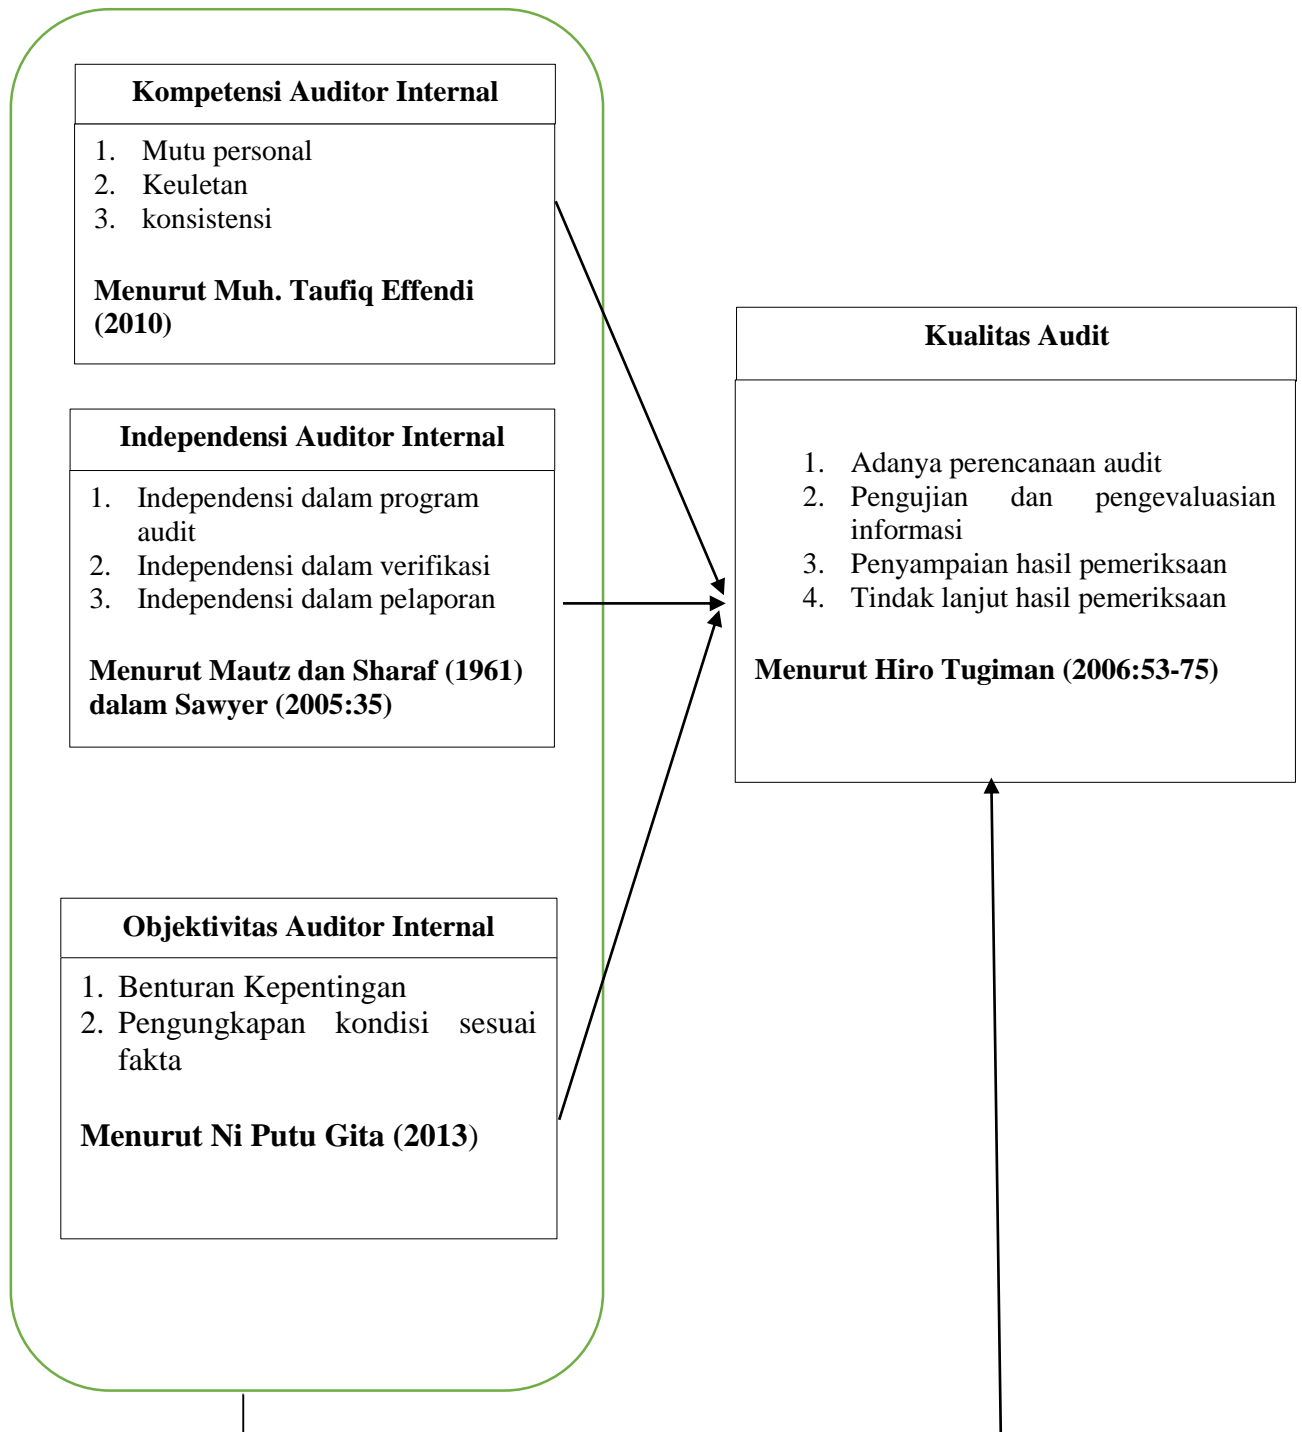 Kompetensi Auditor Internal
1. Mutu personal
2. Keuletan
3. konsistensi
Menurut Muh. Taufiq Effendi
(2010)
Independensi Auditor Internal
1. Independensi dalam program
audit
2. Independensi dalam verifikasi
3. Independensi dalam pelaporan
Menurut Mautz dan Sharaf (1961)
dalam Sawyer (2005:35)
Objektivitas Auditor Internal
1. Benturan Kepentingan
2. Pengungkapan kondisi sesuai
fakta
Menurut Ni Putu Gita (2013)
Kualitas Audit
1. Adanya perencanaan audit
2. Pengujian dan pengevaluasian
informasi
3. Penyampaian hasil pemeriksaan
4. Tindak lanjut hasil pemeriksaan
Menurut Hiro Tugiman (2006:53-75)